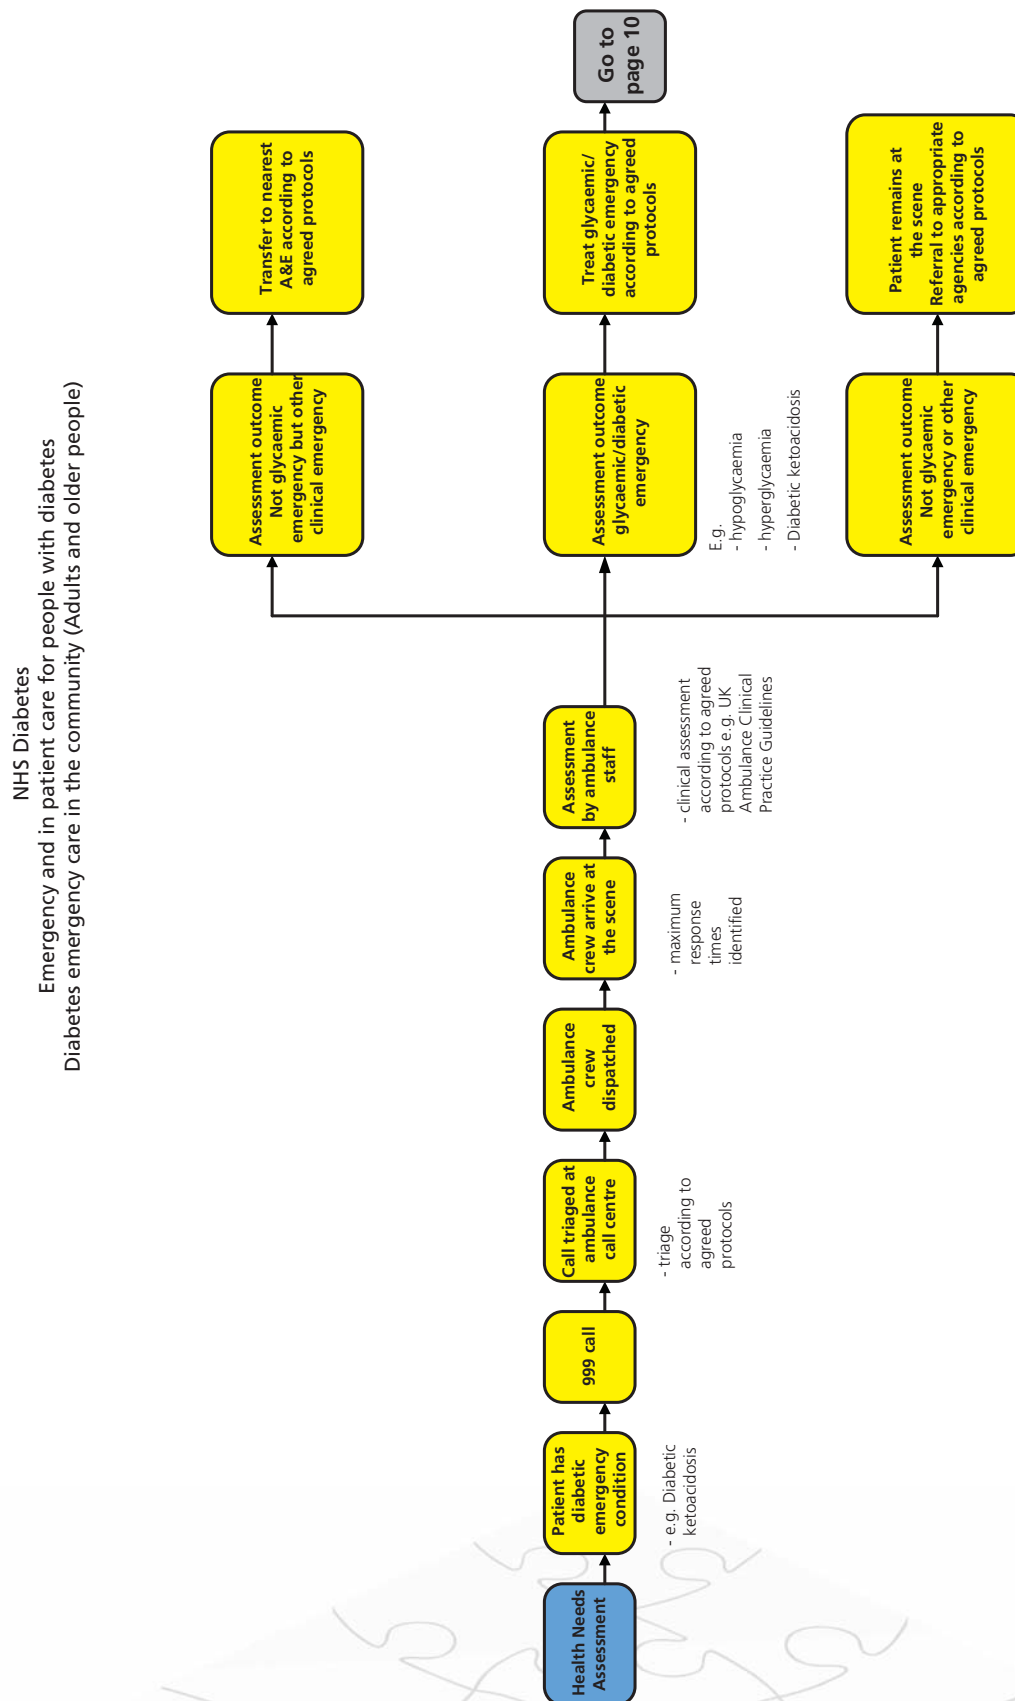 NHS Diabetes
Emergency and in patient care for people with diabetes
Diabetes emergency care in the community (Adults and older people)
Health Needs
Assessment
Patient has
diabetic
emergency
condition
- e.g. Diabetic
ketoacidosis
999 call
Call triaged at
ambulance
call centre
- triage
according to
agreed
protocols
Ambulance
crew
dispatched
Ambulance
crew arrive at
the scene
- maximum
response
times
identified
Assessment
by ambulance
staff
- clinical assessment
according to agreed
protocols e.g. UK
Ambulance Clinical
Practice Guidelines
Assessment outcome
Not glycaemic
emergency but other
clinical emergency
Transfer to nearest
A&E according to
agreed protocols
Assessment outcome
glycaemic/diabetic
emergency
E.g.
- hypoglycaemia
- hyperglycaemia
- Diabetic ketoacidosis
Treat glycaemic/
diabetic emergency
according to agreed
protocols
Go to
page 10
Assessment outcome
Not glycaemic
emergency or other
clinical emergency
Patient remains at
the scene
Referral to appropriate
agencies according to
agreed protocols